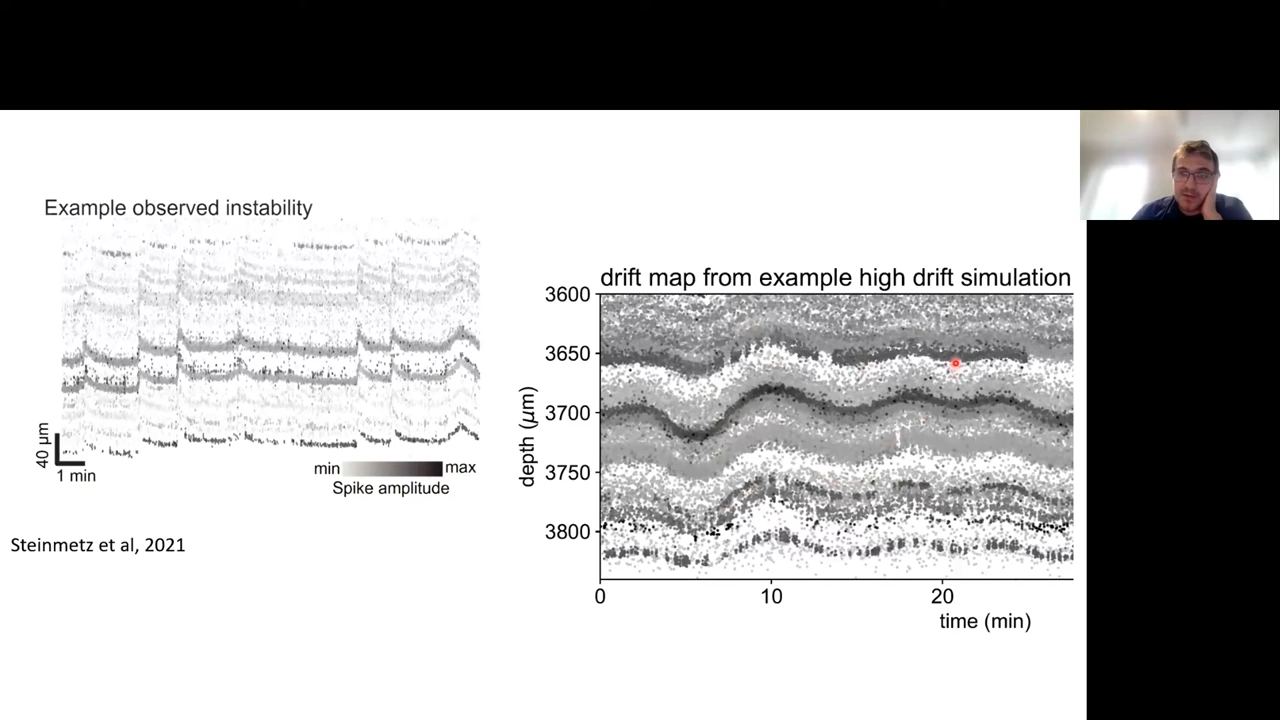 Example observed instability
40 µm
1 min
min
max
Spike amplitude
Steinmetz et al, 2021
drift map from example high drift simulation
3600
3650
3700
3750
3800
depth (µm)
0
10
20
time (min)